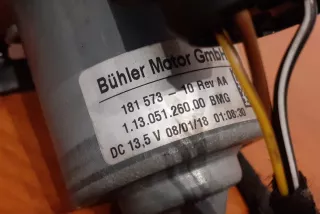 Bühler Motor GmbH
181 573 - 10 Rev AA
1.13.051.260.00 BMG
DC 13,5 V 08/01/18 01:08:30